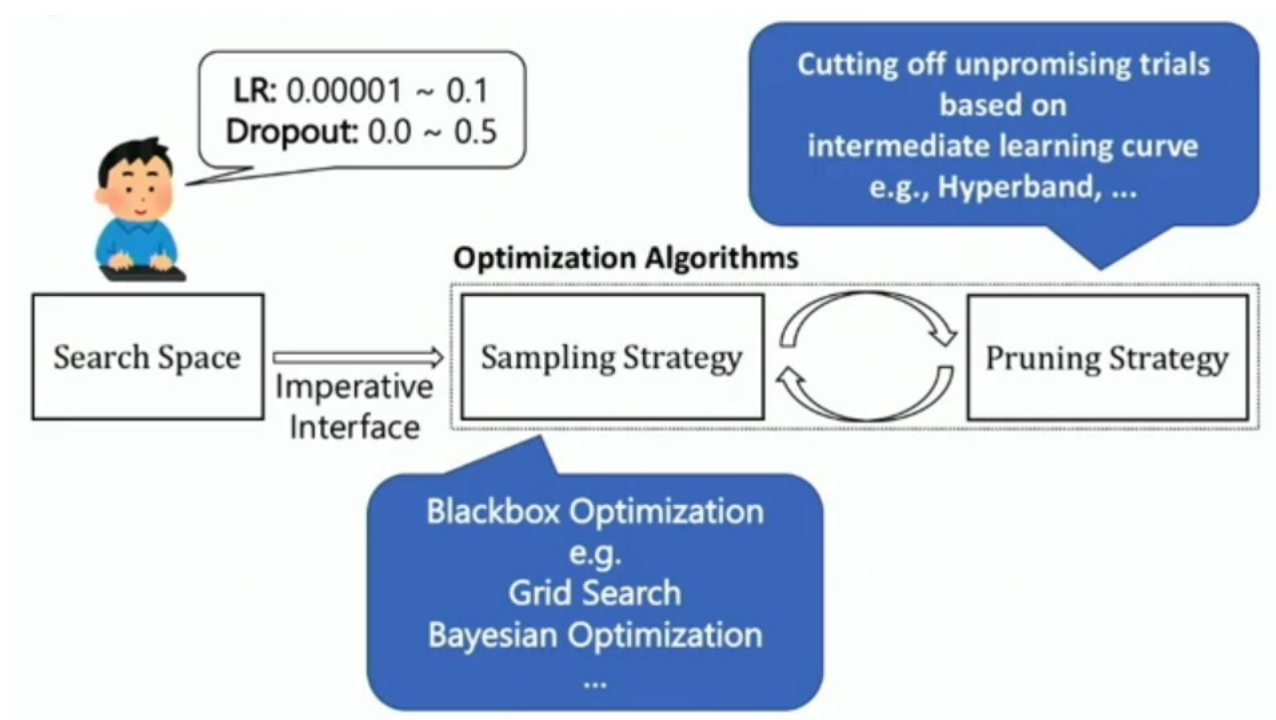 LR: 0.00001 ~ 0.1
Dropout: 0.0 ~ 0.5
Cutting off unpromising trials
based on
intermediate learning curve
e.g., Hyperband, ...
Optimization Algorithms
Search Space
Imperative
Interface
Sampling Strategy
Pruning Strategy
Blackbox Optimization
e.g.
Grid Search
Bayesian Optimization
...